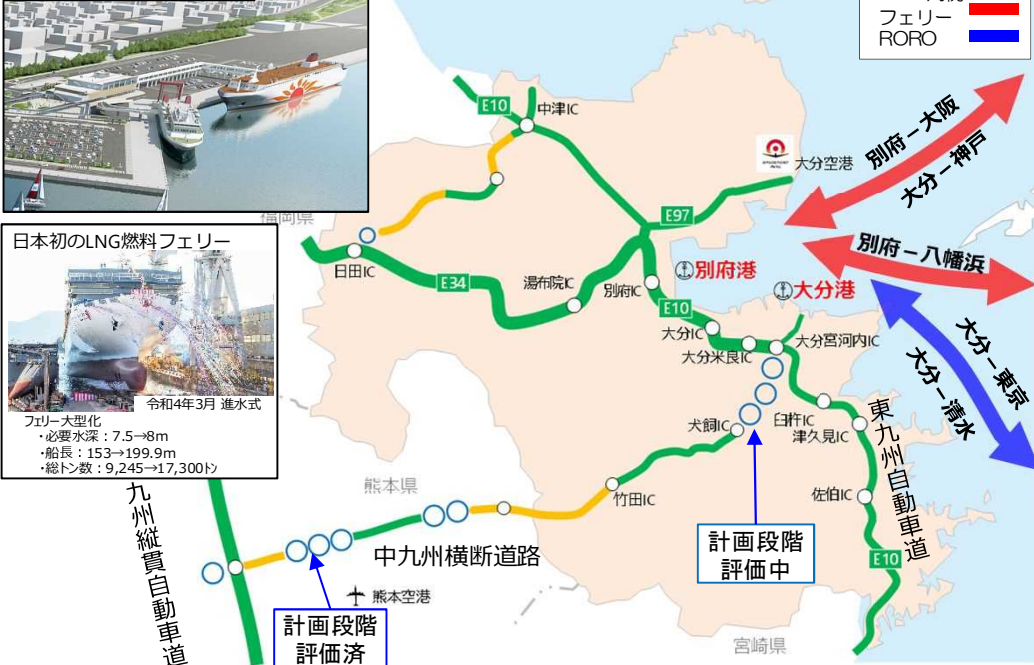 フェリー
RORO
E10
中津IC
大分空港
別府－大阪
大分－神戸
福岡県
E97
日本初のLNG燃料フェリー
令和4年3月 進水式
フェリー大型化
・必要水深：7.5→8m
・船長：153→199.9m
・総トン数：9,245→17,300トン
日田IC
E34
湯布院IC
別府IC
別府港
大分港
別府－八幡浜
E10
大分IC
大分米良IC
大分宮河内IC
大分－東京
大分－清水
犬飼IC
臼杵IC
津久見IC
東九州自動車道
熊本県
竹田IC
佐伯IC
九州縦貫自動車道
中九州横断道路
計画段階
評価中
E10
熊本空港
計画段階
評価済
宮崎県